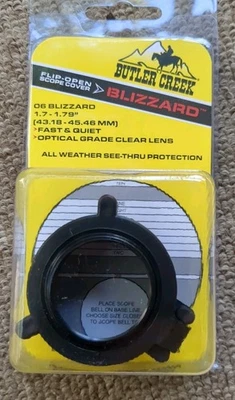 BUTLER CREEK
FLIP-OPEN
SCOPE COVER
BLIZZARD™
06 BLIZZARD
1.7 - 1.79"
(43.18 - 45.46 MM)
>FAST & QUIET
>OPTICAL GRADE CLEAR LENS
ALL WEATHER SEE-THRU PROTECTION
PLACE SCOPE
BELL ON BASE LINE
CHOOSE SIZE CLOSE
TO SCOPE BELL